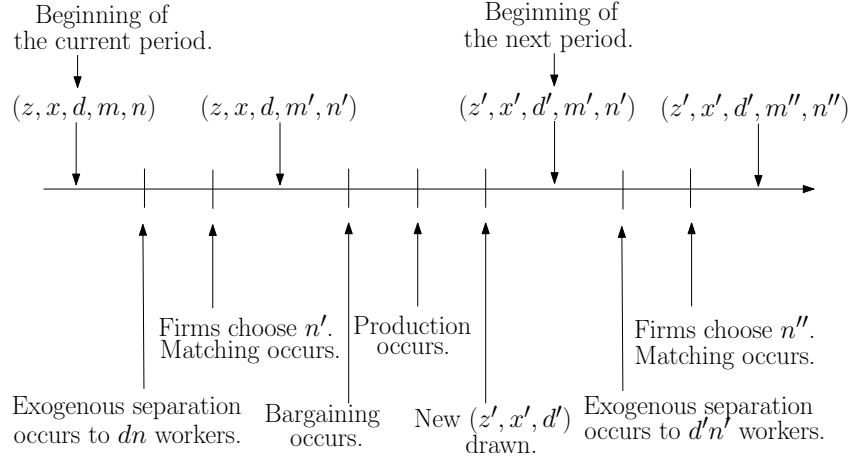 Beginning of
the current period.
Beginning of
the next period.
(z, x, d, m, n)
(z, x, d, m′, n′)
(z′, x′, d′, m′, n′)
(z′, x′, d′, m′′, n′′)
Firms choose n′.
Matching occurs.
Production
occurs.
Firms choose n′′.
Matching occurs.
Exogenous separation
occurs to dn workers.
Bargaining
occurs.
New (z′, x′, d′)
drawn.
Exogenous separation
occurs to d′n′ workers.